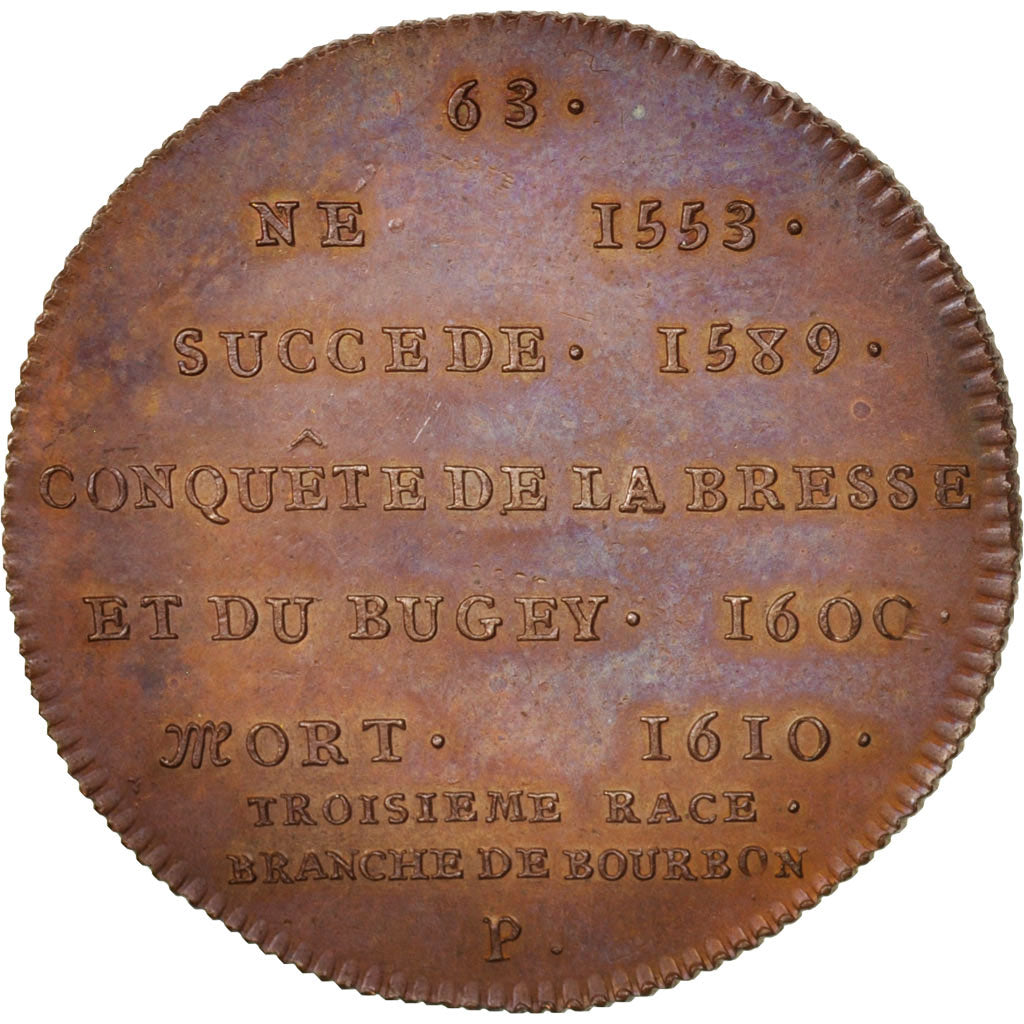 63.
NE 1553.
SUCCEDE. 1589.
CONQUÊTE DE LA BRESSE
ET DU BUGEY. 1600.
MORT. 1610.
TROISIEME RACE.
BRANCHE DE BOURBON
P.